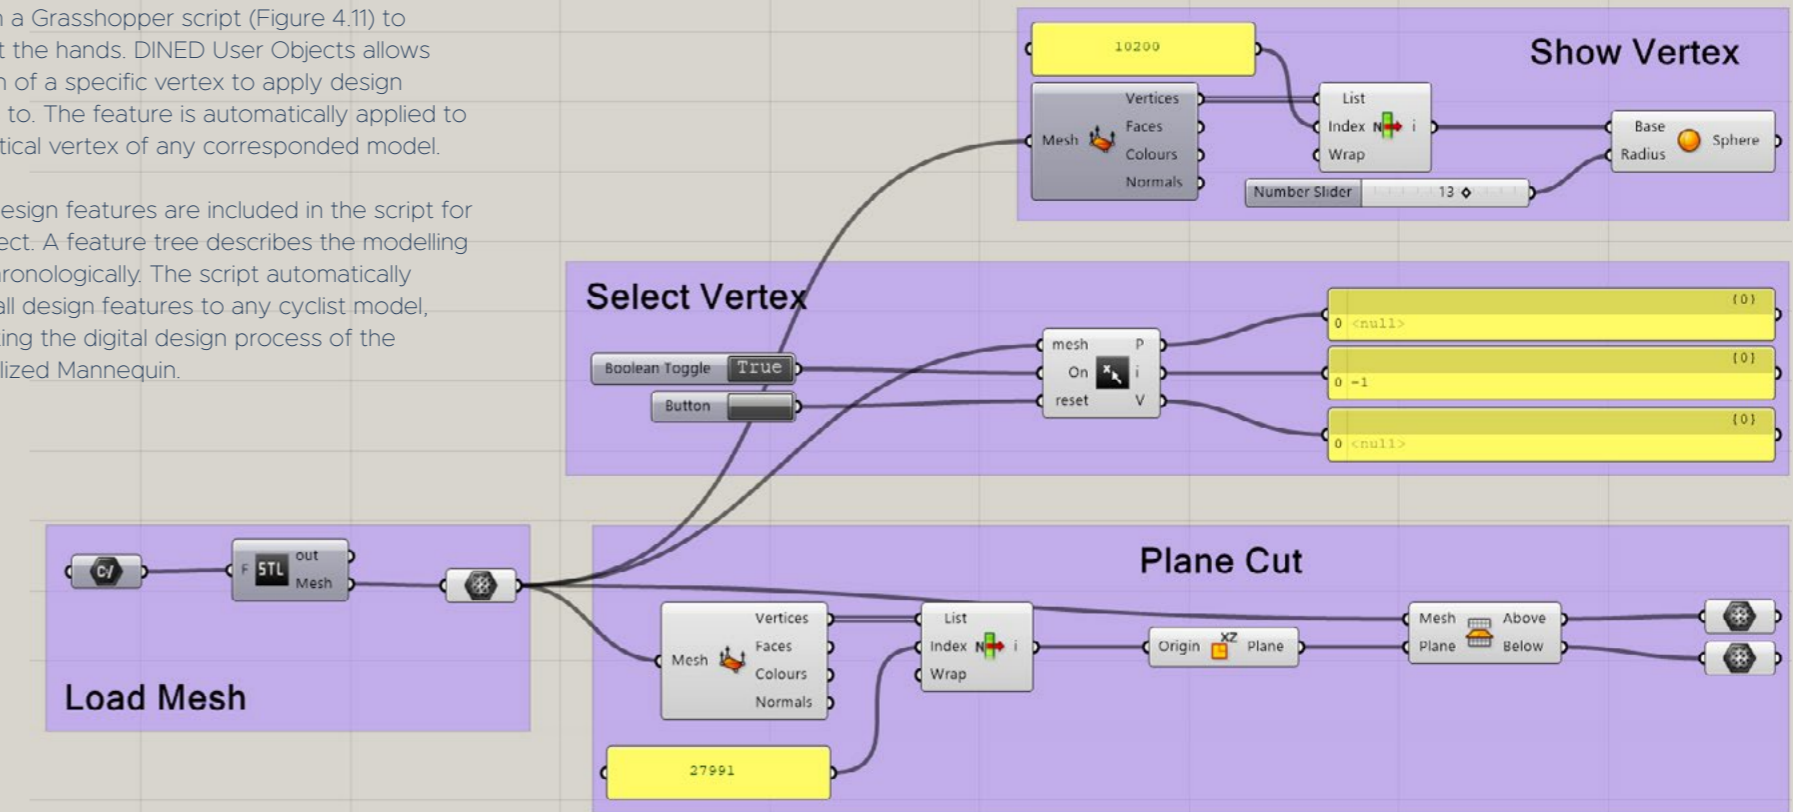 a Grasshopper script (Figure 4.11) to
the hands. DINED User Objects allows
of a specific vertex to apply design
to. The feature is automatically applied to
tical vertex of any corresponded model.
esign features are included in the script for
ect. A feature tree describes the modelling
ronologically. The script automatically
all design features to any cyclist model,
ing the digital design process of the
lized Mannequin.
Show Vertex
10200
Mesh
Vertices
Faces
Colours
Normals
List
Index N i
Wrap
Number Slider 13
Base
Radius
Sphere
Select Vertex
Boolean Toggle True
Button
mesh P
On i
reset V
{0}
0 <null>
{0}
0 -1
{0}
0 <null>
Load Mesh
C/
F STL
out
Mesh
Plane Cut
Mesh
Vertices
Faces
Colours
Normals
List
Index N i
Wrap
27991
Origin XZ Plane
Mesh Above
Plane Below